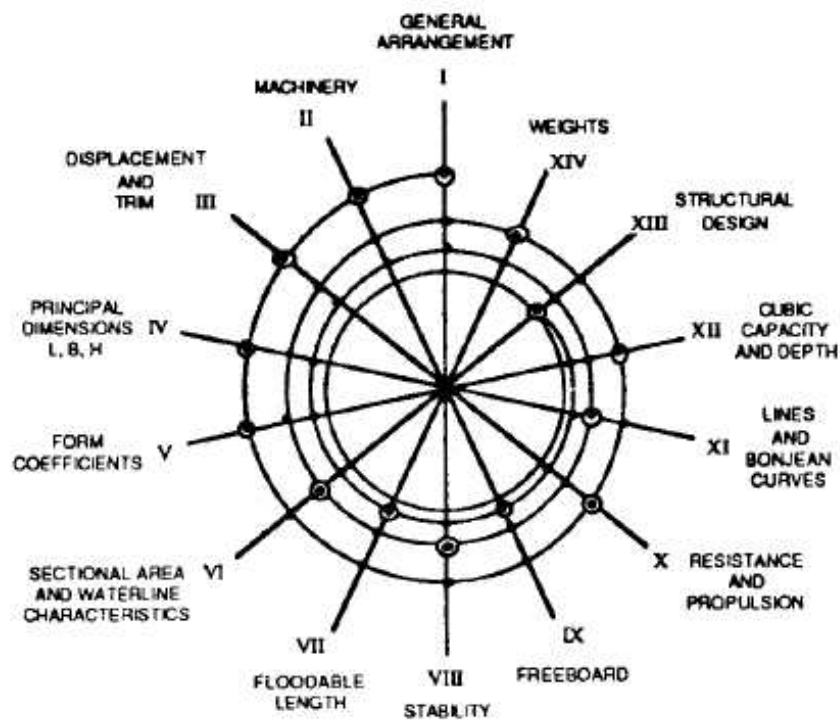 GENERAL
ARRANGEMENT
I
MACHINERY
II
DISPLACEMENT
AND
TRIM III
PRINCIPAL
DIMENSIONS IV
L, B, H
FORM
COEFFICIENTS V
SECTIONAL AREA VI
AND WATERLINE
CHARACTERISTICS
VII
FLOODABLE
LENGTH
VIII
STABILITY
IX
FREEBOARD
X RESISTANCE
AND
PROPULSION
XI LINES
AND
BONJEAN
CURVES
XII CUBIC
CAPACITY
AND DEPTH
XIII STRUCTURAL
DESIGN
WEIGHTS
XIV